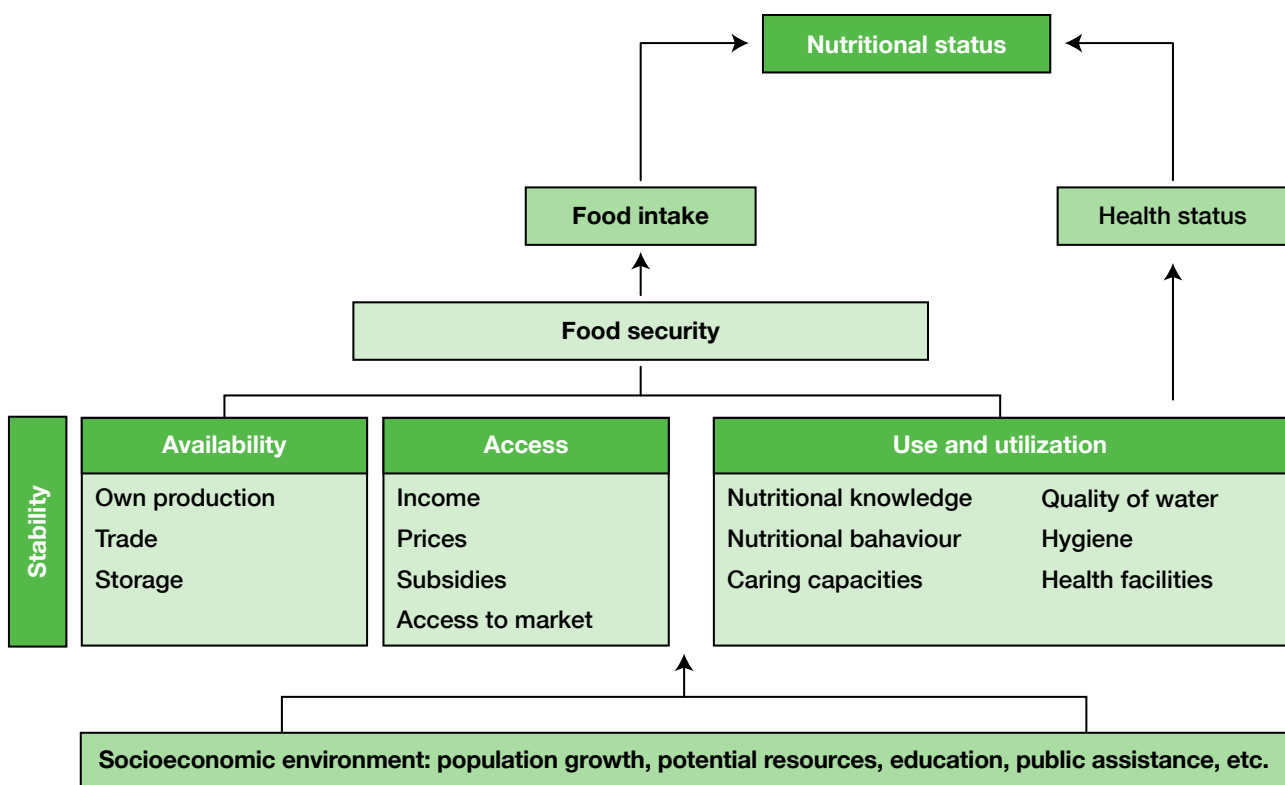 Nutritional status
Food intake
Health status
Food security
Stability
Availability
Own production
Trade
Storage
Access
Income
Prices
Subsidies
Access to market
Use and utilization
Nutritional knowledge
Nutritional bahaviour
Caring capacities
Quality of water
Hygiene
Health facilities
Socioeconomic environment: population growth, potential resources, education, public assistance, etc.